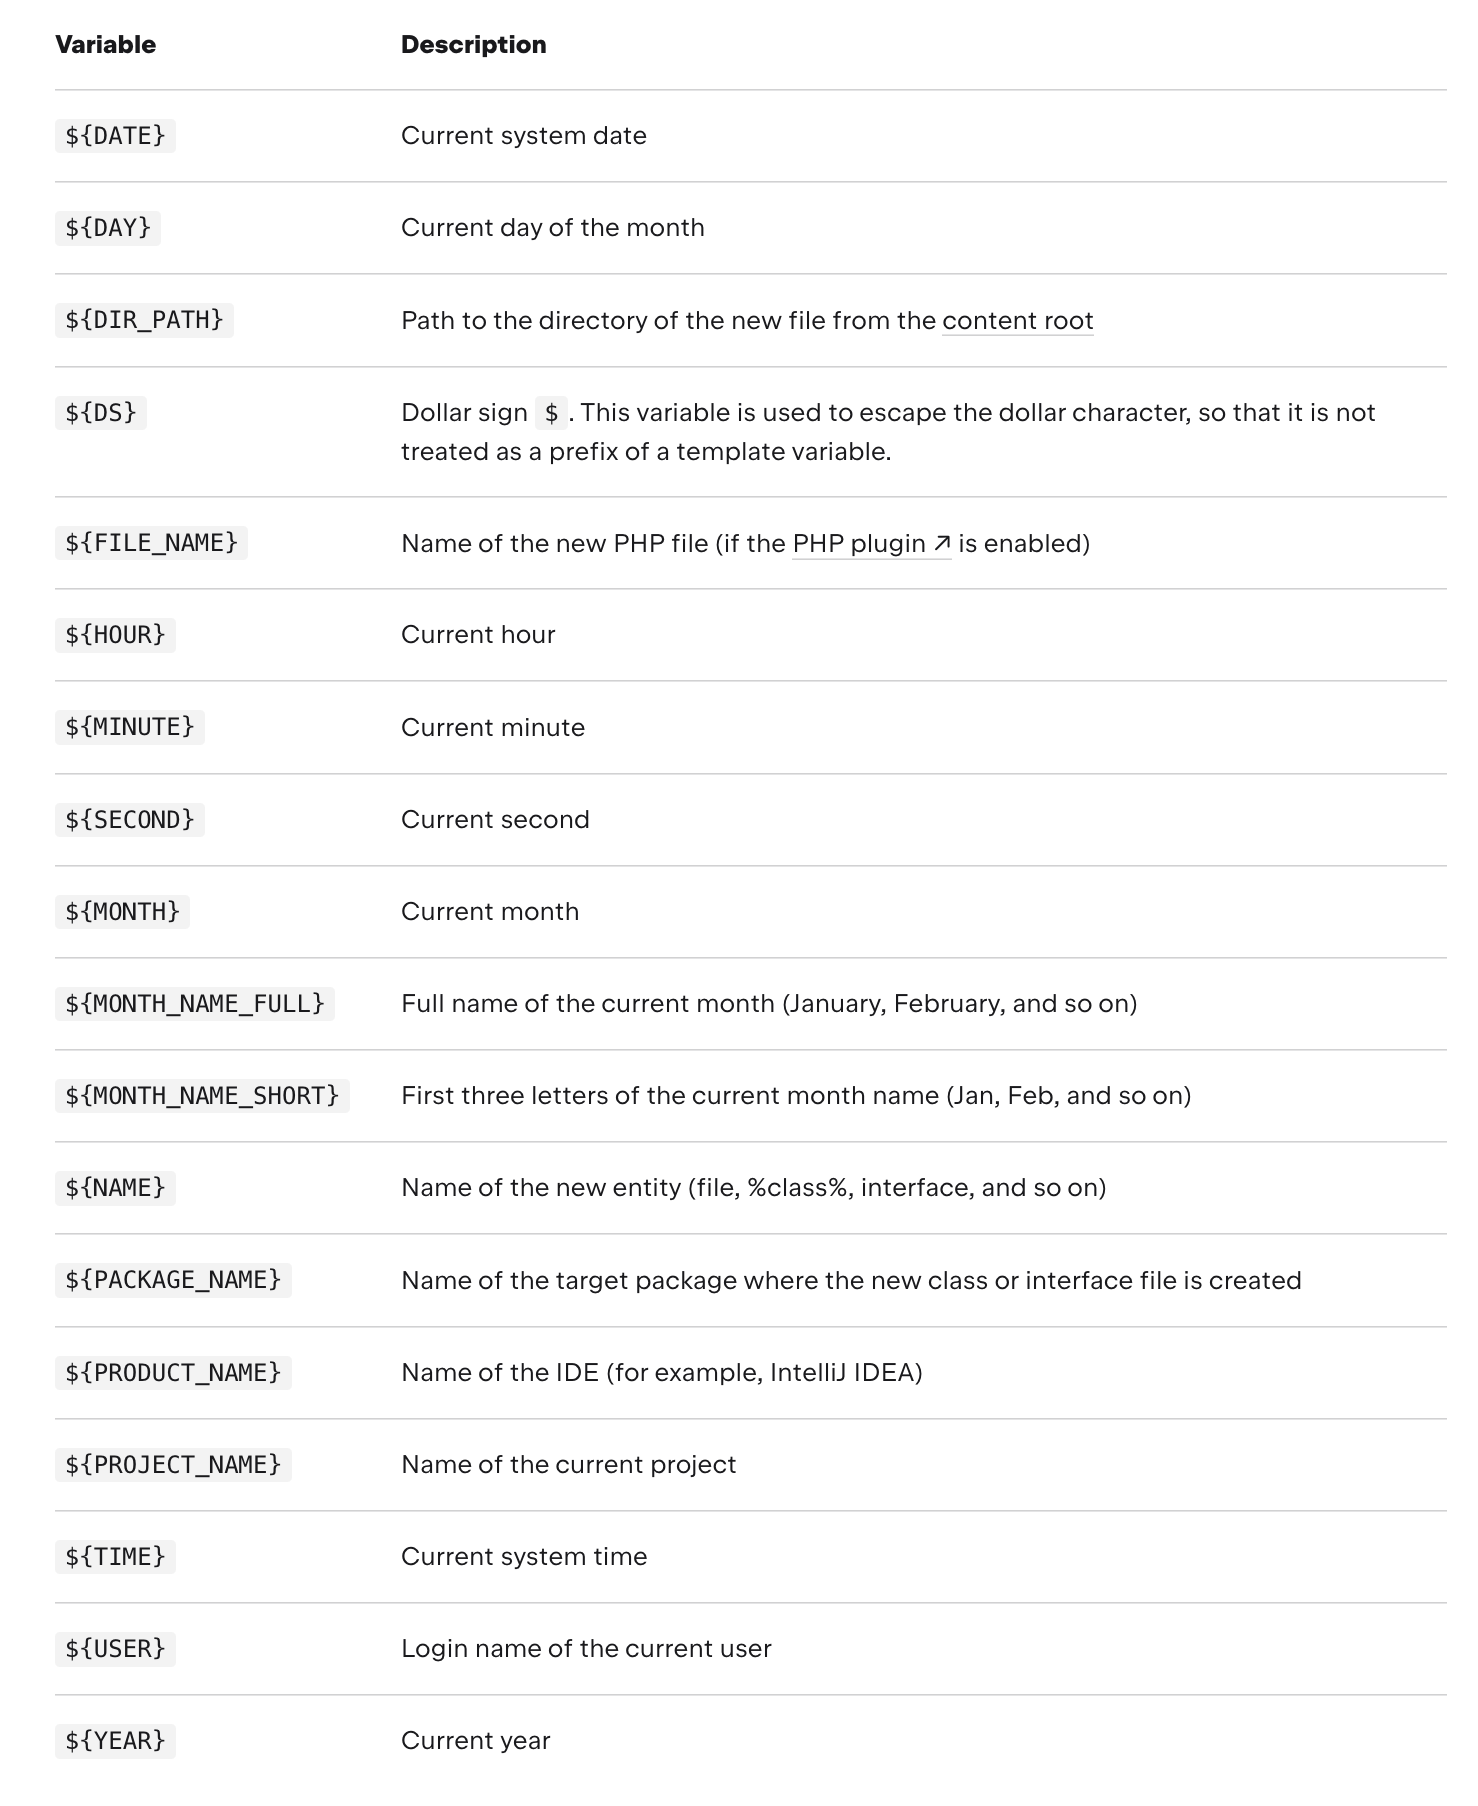 Variable Description
${DATE} Current system date
${DAY} Current day of the month
${DIR_PATH} Path to the directory of the new file from the content root
${DS} Dollar sign $. This variable is used to escape the dollar character, so that it is not
treated as a prefix of a template variable.
${FILE_NAME} Name of the new PHP file (if the PHP plugin ↗ is enabled)
${HOUR} Current hour
${MINUTE} Current minute
${SECOND} Current second
${MONTH} Current month
${MONTH_NAME_FULL} Full name of the current month (January, February, and so on)
${MONTH_NAME_SHORT} First three letters of the current month name (Jan, Feb, and so on)
${NAME} Name of the new entity (file, %class%, interface, and so on)
${PACKAGE_NAME} Name of the target package where the new class or interface file is created
${PRODUCT_NAME} Name of the IDE (for example, IntelliJ IDEA)
${PROJECT_NAME} Name of the current project
${TIME} Current system time
${USER} Login name of the current user
${YEAR} Current year